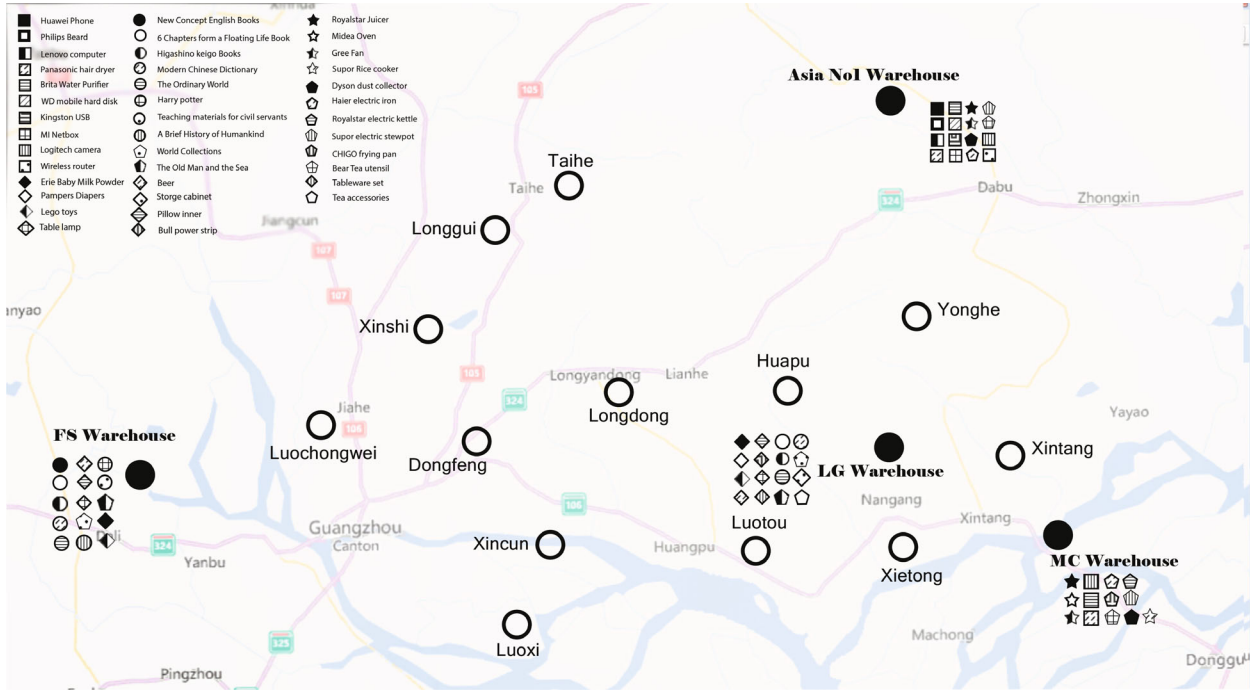 Huawei Phone
Philips Beard
Lenovo computer
Panasonic hair dryer
Brita Water Purifier
WD mobile hard disk
Kingston USB
MI Netbox
Logitech camera
Wireless router
Erie Baby Milk Powder
Pampers Diapers
Lego toys
Table lamp
New Concept English Books
6 Chapters form a Floating Life Book
Higashino keigo Books
Modern Chinese Dictionary
The Ordinary World
Harry potter
Teaching materials for civil servants
A Brief History of Humankind
World Collections
The Old Man and the Sea
Beer
Storge cabinet
Pillow inner
Bull power strip
Royalstar Juicer
Midea Oven
Gree Fan
Supor Rice cooker
Dyson dust collector
Haier electric iron
Royalstar electric kettle
Supor electric stewpot
CHIGO frying pan
Bear Tea utensil
Tableware set
Tea accessories
Asia No1 Warehouse
105
Taihe
Taihe
324
Dabu
Zhongxin
Jiangcun
Longgui
107
107
anyao
Xinshi
Yonghe
Huapu
105
Longyandong
Lianhe
324
Longdong
Jiahe
106
Yayao
FS Warehouse
Luochongwei
Dongfeng
Xintang
LG Warehouse
Nangang
106
Luotou
Xintang
Guangzhou
Canton
Xincun
Huangpu
324
Yanbu
Xietong
MC Warehouse
Luoxi
325
Machong
Pingzhou
Donggu